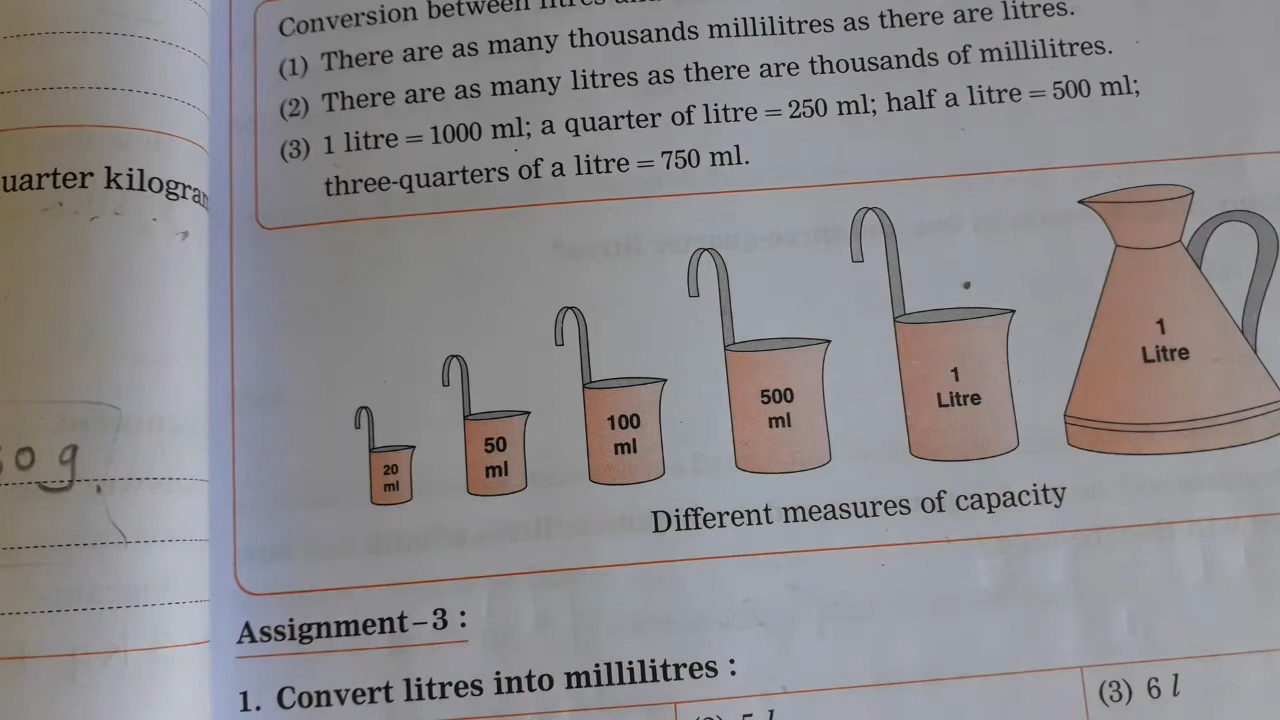 Conversion between litres
(1) There are as many thousands millilitres as there are litres.
(2) There are as many litres as there are thousands of millilitres.
(3) 1 litre = 1000 ml; a quarter of litre = 250 ml; half a litre = 500 ml;
three-quarters of a litre = 750 ml.
uarter kilogra
0 g.
20
ml
50
ml
100
ml
500
ml
1
Litre
1
Litre
Different measures of capacity
Assignment–3 :
1. Convert litres into millilitres :
(3) 6 l